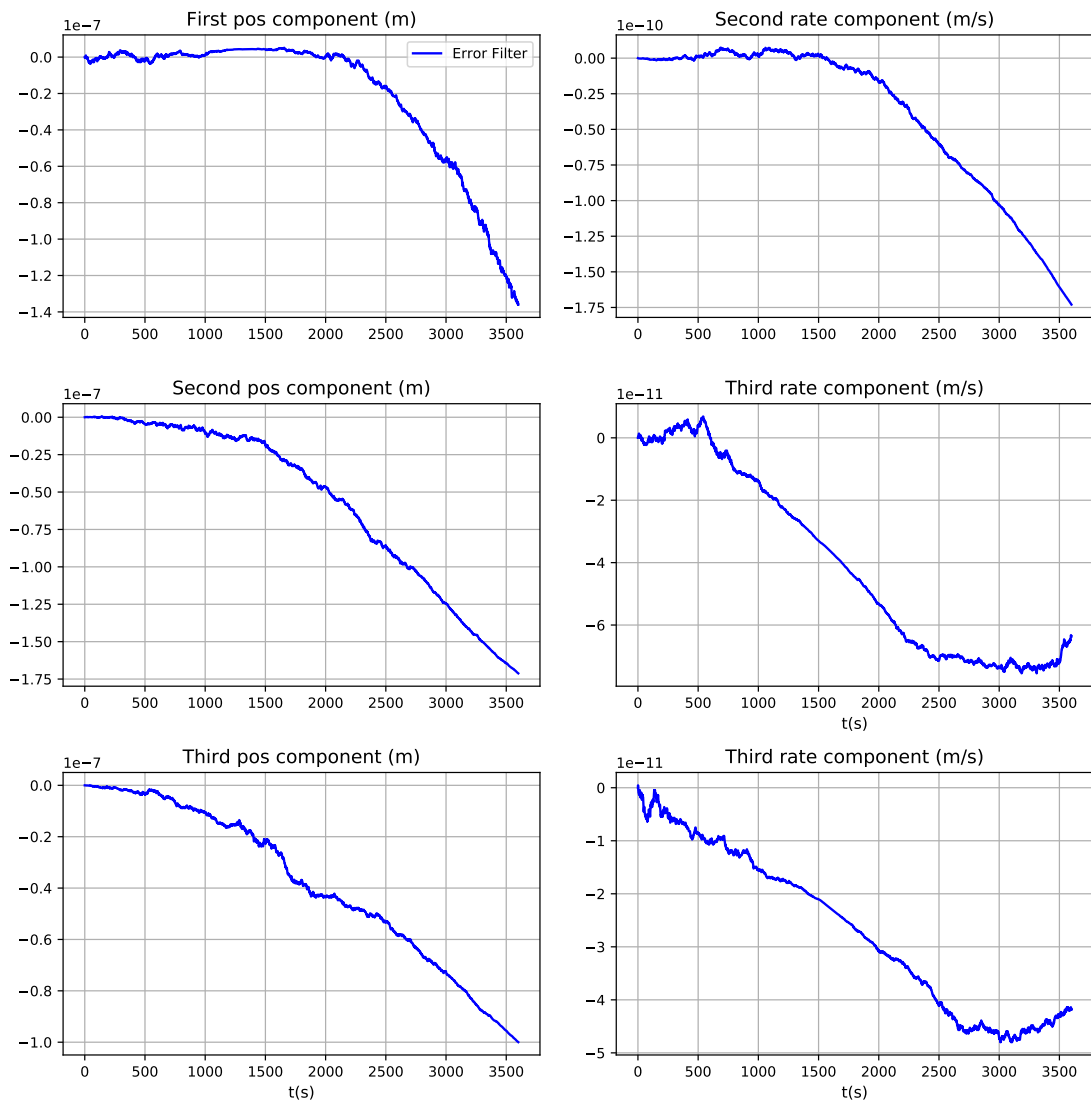 First pos component (m)
1e−7
0.0
−0.2
−0.4
−0.6
−0.8
−1.0
−1.2
−1.4
0 500 1000 1500 2000 2500 3000 3500
Error Filter
Second rate component (m/s)
1e−10
0.00
−0.25
−0.50
−0.75
−1.00
−1.25
−1.50
−1.75
0 500 1000 1500 2000 2500 3000 3500
Second pos component (m)
1e−7
0.00
−0.25
−0.50
−0.75
−1.00
−1.25
−1.50
−1.75
0 500 1000 1500 2000 2500 3000 3500
Third rate component (m/s)
1e−11
0
−2
−4
−6
0 500 1000 1500 2000 2500 3000 3500
t(s)
Third pos component (m)
1e−7
0.0
−0.2
−0.4
−0.6
−0.8
−1.0
0 500 1000 1500 2000 2500 3000 3500
t(s)
Third rate component (m/s)
1e−11
0
−1
−2
−3
−4
−5
0 500 1000 1500 2000 2500 3000 3500
t(s)